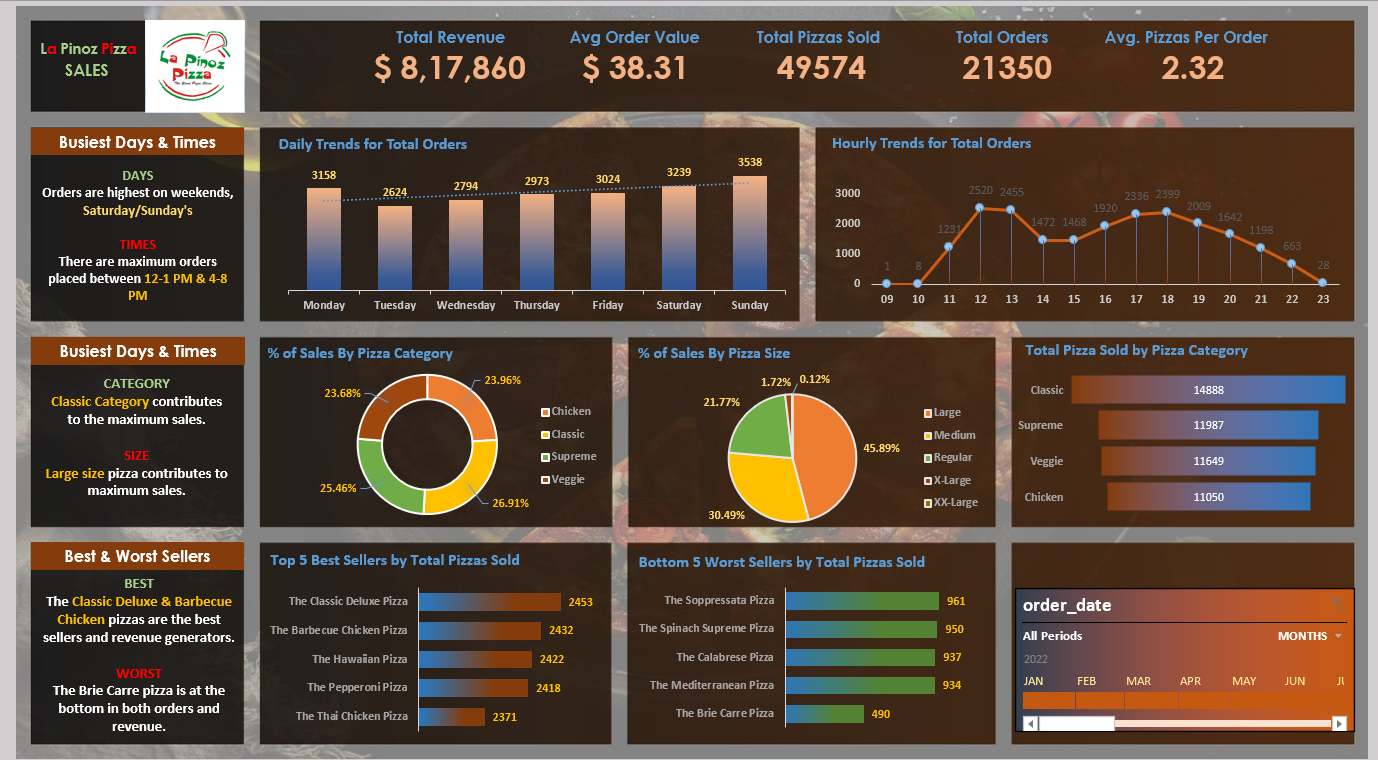 La Pinoz Pizza
SALES
La Pinoz
Pizza
Total Revenue
$ 8,17,860
Avg Order Value
$ 38.31
Total Pizzas Sold
49574
Total Orders
21350
Avg. Pizzas Per Order
2.32
Busiest Days & Times
DAYS
Orders are highest on weekends,
Saturday/Sunday's
TIMES
There are maximum orders
placed between 12-1 PM & 4-8
PM
Daily Trends for Total Orders
3158
2624
2794
2973
3024
3239
3538
Monday
Tuesday
Wednesday
Thursday
Friday
Saturday
Sunday
Hourly Trends for Total Orders
3000
2000
1000
0
1
8
1231
2520
2455
1472
1468
1920
2336
2399
2009
1642
1198
663
28
09
10
11
12
13
14
15
16
17
18
19
20
21
22
23
Busiest Days & Times
CATEGORY
Classic Category contributes
to the maximum sales.
SIZE
Large size pizza contributes to
maximum sales.
% of Sales By Pizza Category
23.68%
23.96%
25.46%
26.91%
Chicken
Classic
Supreme
Veggie
% of Sales By Pizza Size
1.72%
0.12%
21.77%
45.89%
30.49%
Large
Medium
Regular
X-Large
XX-Large
Total Pizza Sold by Pizza Category
Classic
14888
Supreme
11987
Veggie
11649
Chicken
11050
Best & Worst Sellers
BEST
The Classic Deluxe & Barbecue
Chicken pizzas are the best
sellers and revenue generators.
WORST
The Brie Carre pizza is at the
bottom in both orders and
revenue.
Top 5 Best Sellers by Total Pizzas Sold
The Classic Deluxe Pizza
2453
The Barbecue Chicken Pizza
2432
The Hawaiian Pizza
2422
The Pepperoni Pizza
2418
The Thai Chicken Pizza
2371
Bottom 5 Worst Sellers by Total Pizzas Sold
The Soppressata Pizza
961
The Spinach Supreme Pizza
950
The Calabrese Pizza
937
The Mediterranean Pizza
934
The Brie Carre Pizza
490
order_date
All Periods
MONTHS
2022
JAN
FEB
MAR
APR
MAY
JUN